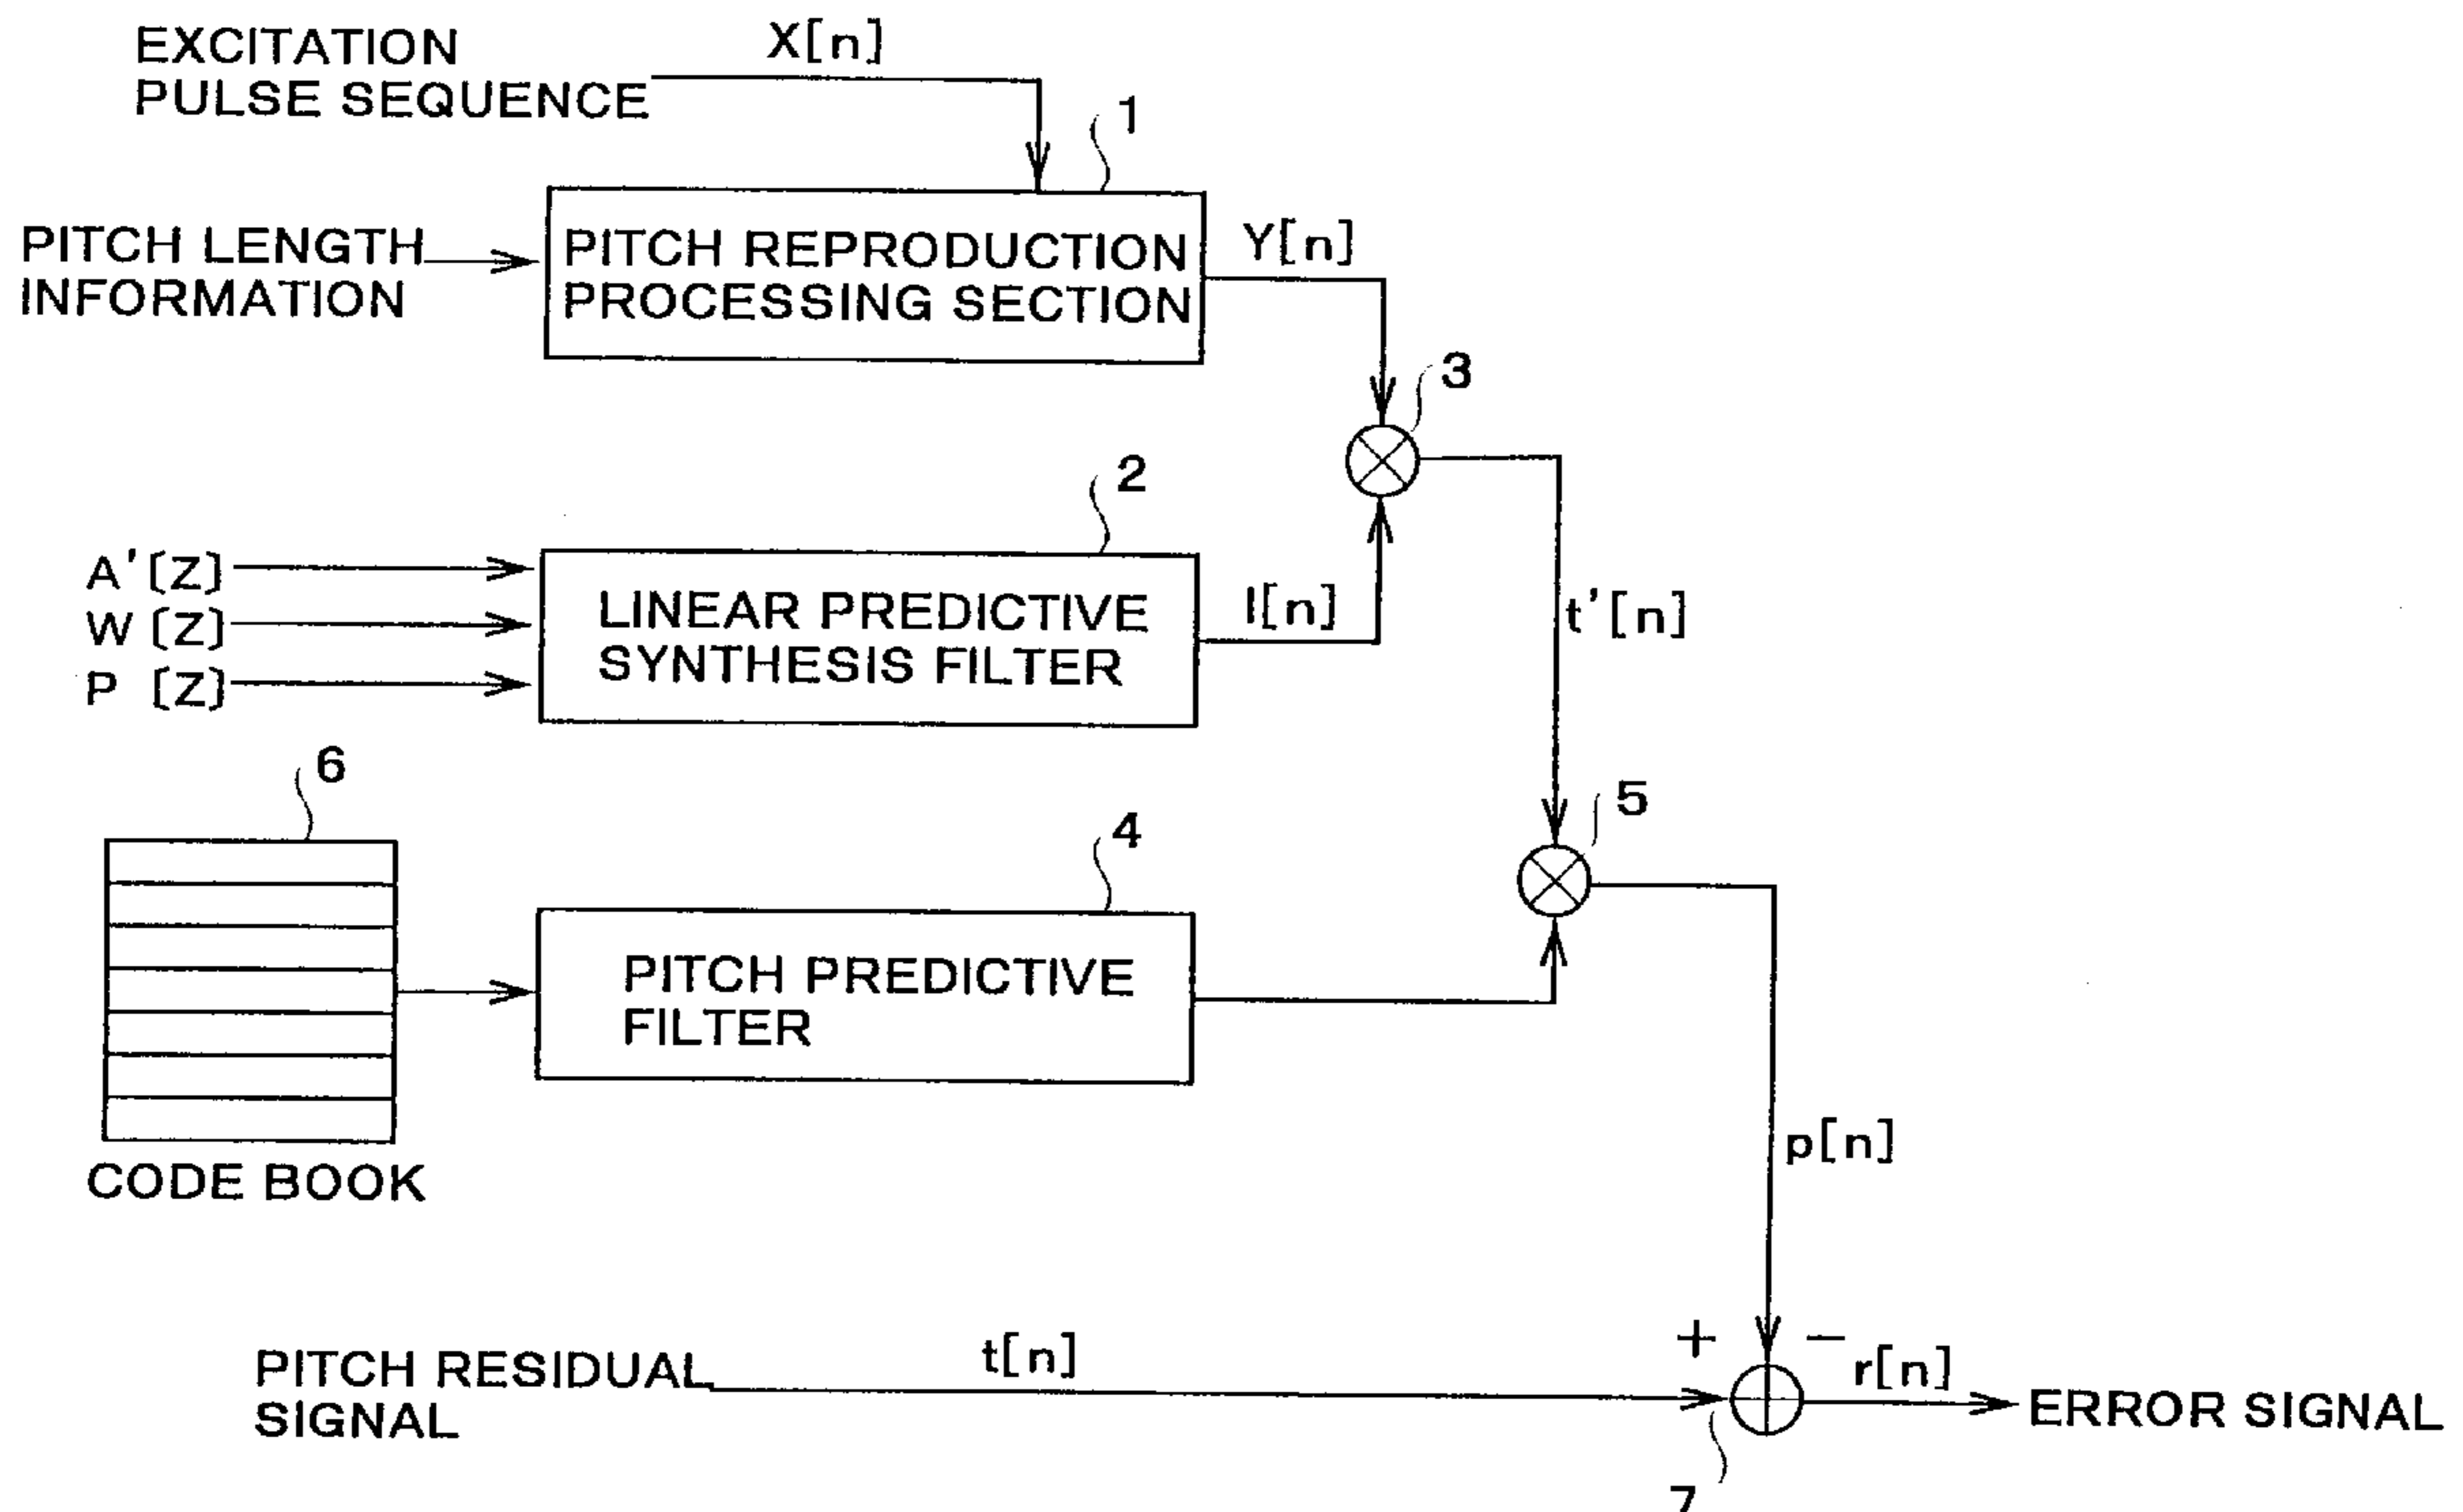 EXCITATION
PULSE SEQUENCE
X[n]
1
PITCH LENGTH
INFORMATION
PITCH REPRODUCTION
PROCESSING SECTION
Y[n]
3
2
A'[Z]
W [Z]
P [Z]
LINEAR PREDICTIVE
SYNTHESIS FILTER
I[n]
t'[n]
6
4
5
PITCH PREDICTIVE
FILTER
CODE BOOK
p[n]
PITCH RESIDUAL
SIGNAL
t[n]
+
−
r[n]
ERROR SIGNAL
7